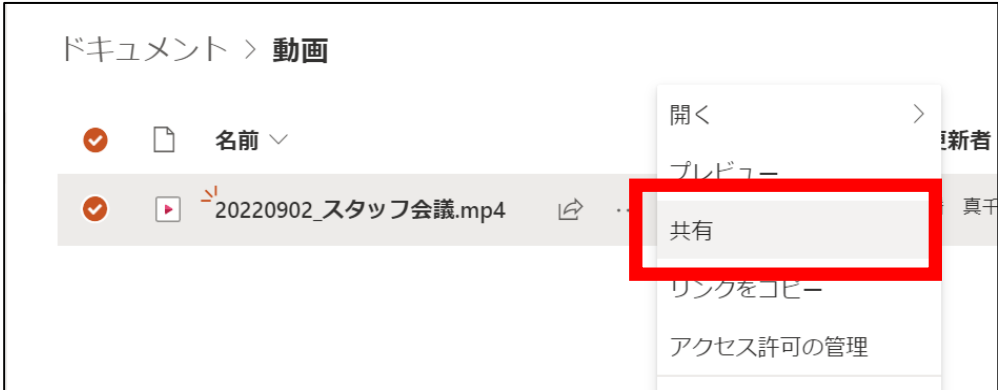 ドキュメント > 動画
名前
更新者
20220902_スタッフ会議.mp4
真千
開く
プレビュー
共有
リンクをコピー
アクセス許可の管理